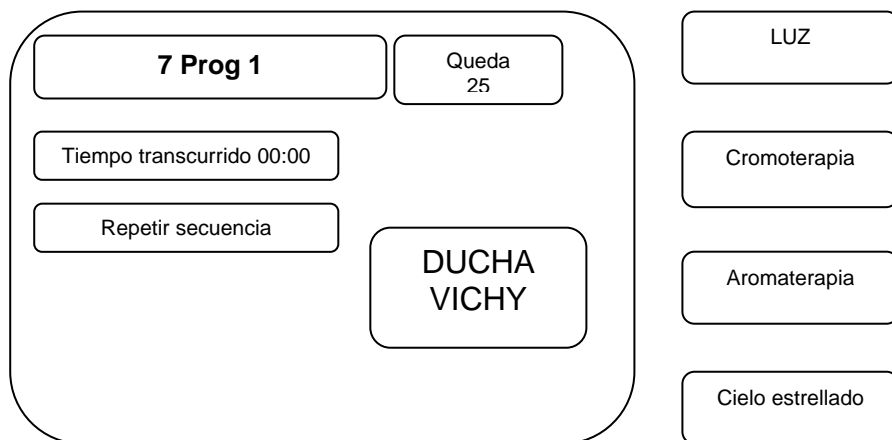 7 Prog 1
Queda
25
LUZ
Tiempo transcurrido 00:00
Cromoterapia
Repetir secuencia
DUCHA
VICHY
Aromaterapia
Cielo estrellado